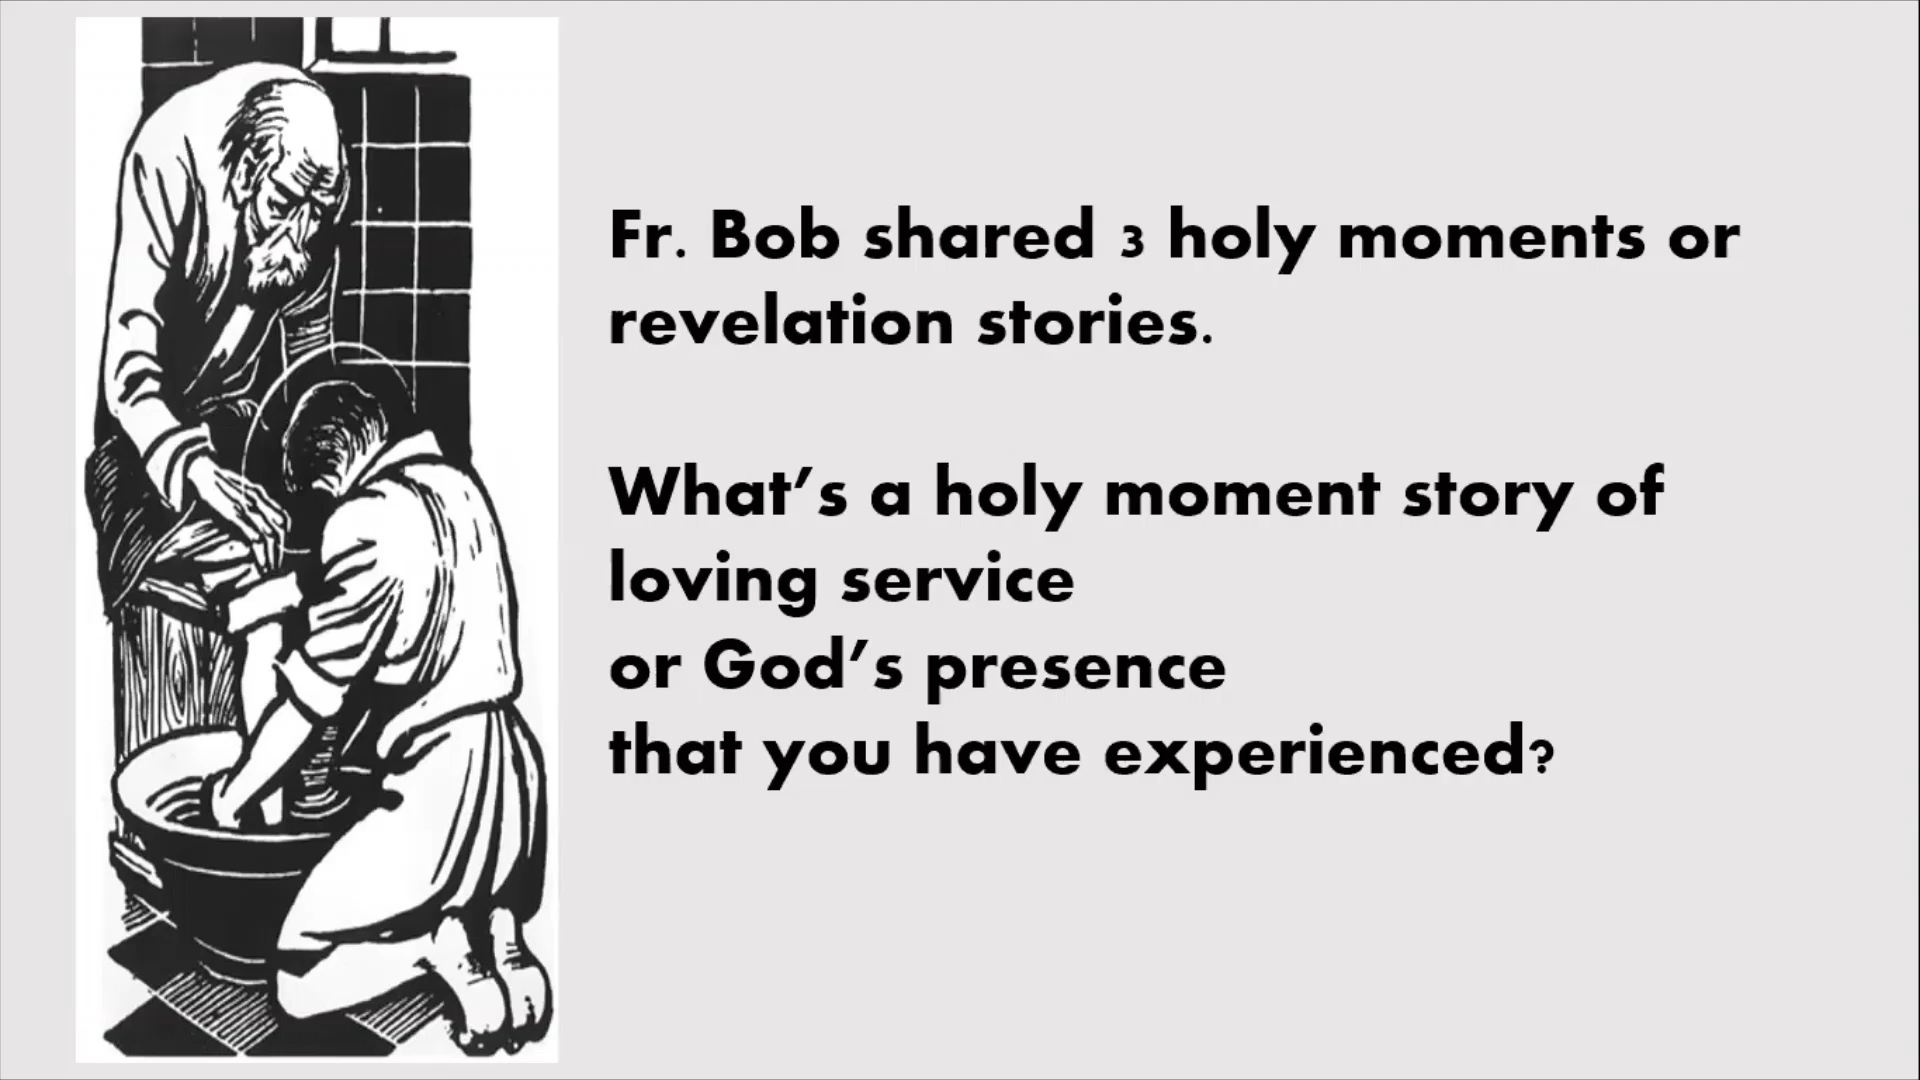 Fr. Bob shared 3 holy moments or
revelation stories.
What’s a holy moment story of
loving service
or God’s presence
that you have experienced?